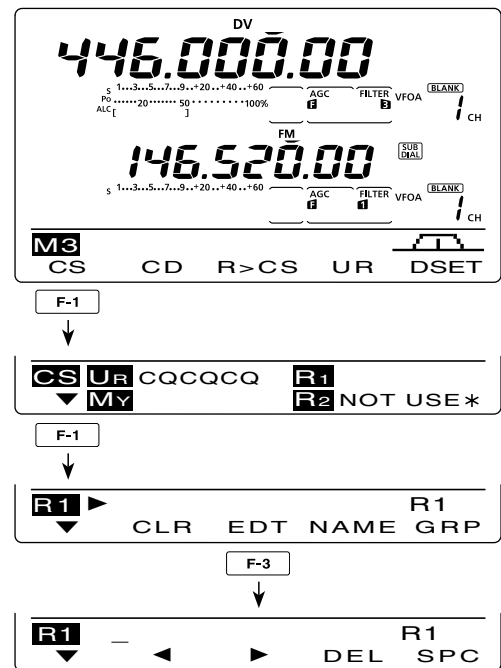 DV
446.000.00
S 1...3...5...7...9..+20..+40..+60
Po ......20....... 50.........100%
ALC [ ]
AGC FILTER VFOA BLANK
F 3 1 CH
FM
146.520.00 SUB DIAL
S 1...3...5...7...9..+20..+40..+60
AGC FILTER VFOA BLANK
F 1 1 CH
M3
CS CD R>CS UR DSET
F-1
CS UR CQCQCQ R1
▼ MY R2 NOT USE*
F-1
R1 ► R1
▼ CLR EDT NAME GRP
F-3
R1 _ R1
▼ ◄ ► DEL SPC